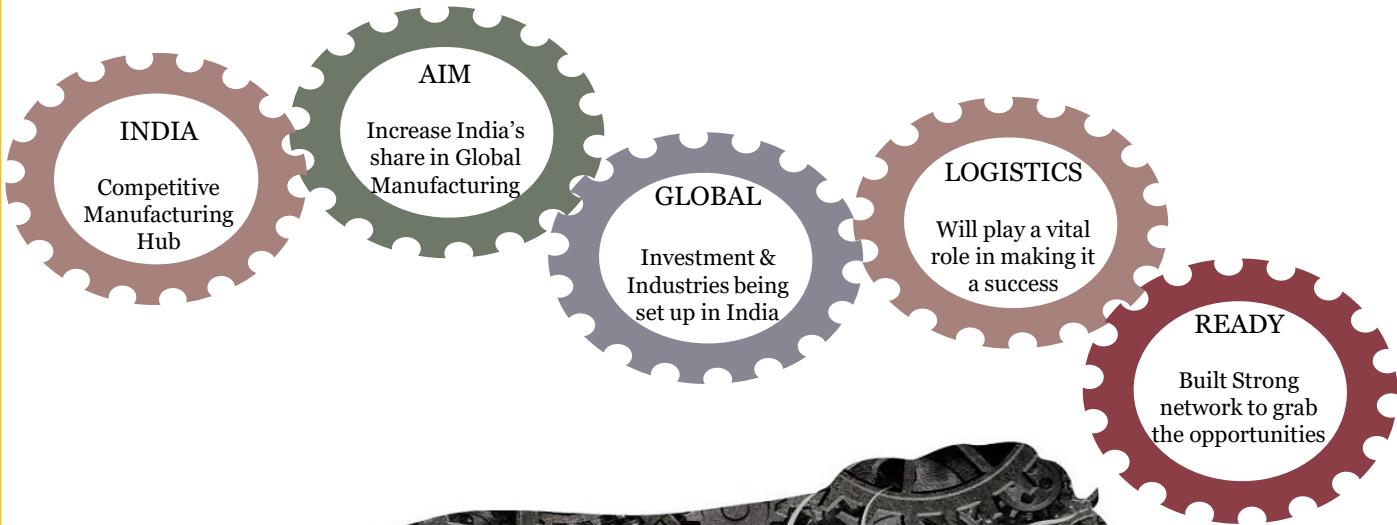 INDIA
Competitive
Manufacturing
Hub
AIM
Increase India’s
share in Global
Manufacturing
GLOBAL
Investment &
Industries being
set up in India
LOGISTICS
Will play a vital
role in making it
a success
READY
Built Strong
network to grab
the opportunities